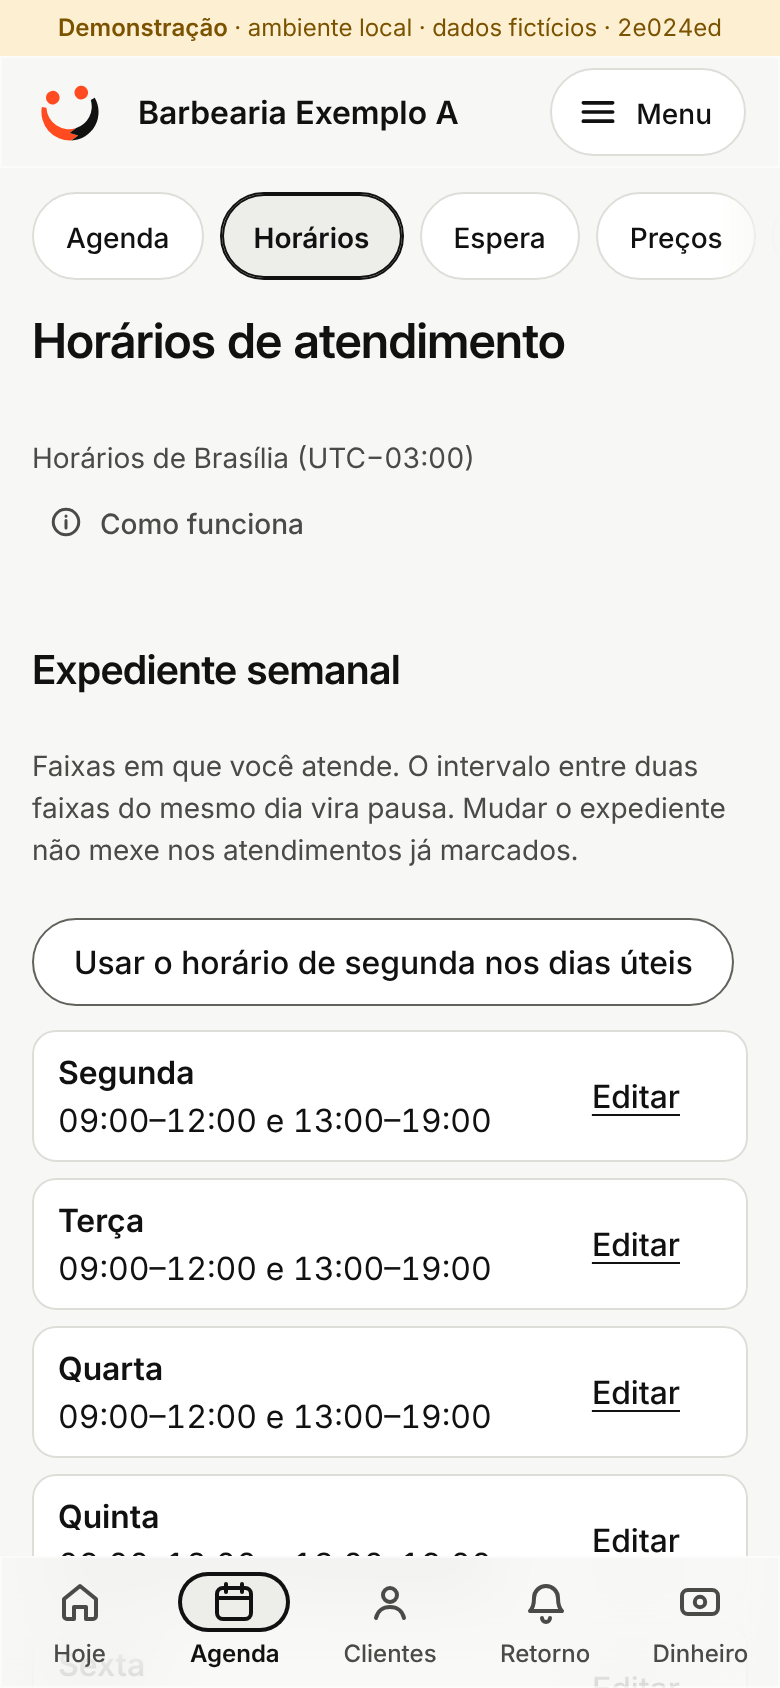 Demonstração · ambiente local · dados fictícios · 2e024ed
Barbearia Exemplo A
Menu
Agenda
Horários
Espera
Preços
Horários de atendimento
Horários de Brasília (UTC−03:00)
Como funciona
Expediente semanal
Faixas em que você atende. O intervalo entre duas
faixas do mesmo dia vira pausa. Mudar o expediente
não mexe nos atendimentos já marcados.
Usar o horário de segunda nos dias úteis
Segunda
09:00–12:00 e 13:00–19:00
Editar
Terça
09:00–12:00 e 13:00–19:00
Editar
Quarta
09:00–12:00 e 13:00–19:00
Editar
Quinta
Editar
Sexta
Editar
Hoje
Agenda
Clientes
Retorno
Dinheiro